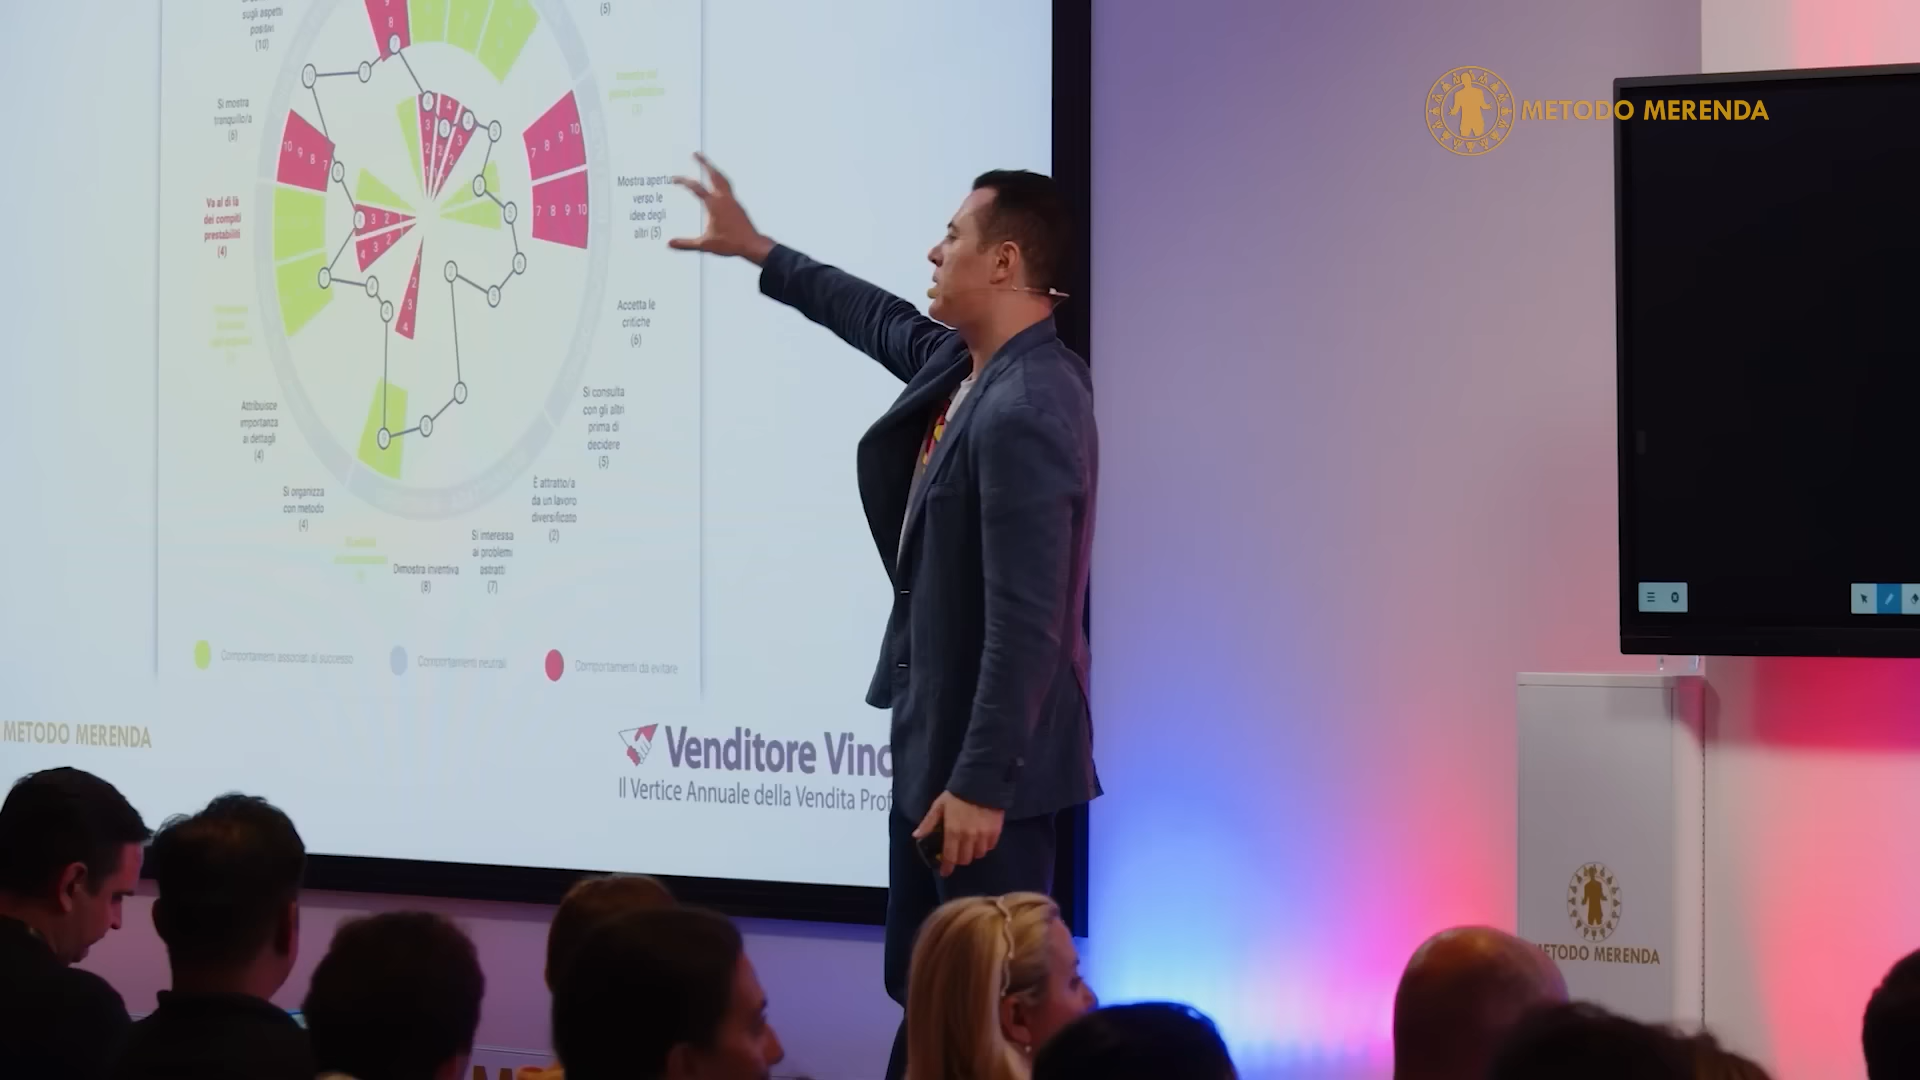 sugli aspetti
positivi
(10)
(5)
Si mostra
tranquillo/a
(6)
Va al di là
dei compiti
prestabiliti
(4)
Mostra apertura
verso le
idee degli
altri (5)
Accetta le
critiche
(6)
Attribuisce
importanza
ai dettagli
(4)
Si consulta
con gli altri
prima di
decidere
(5)
Si organizza
con metodo
(4)
È attratto/a
da un lavoro
diversificato
(2)
Si interessa
ai problemi
astratti
(7)
Dimostra inventiva
(8)
Comportamenti associati al successo
Comportamenti neutrali
Comportamenti da evitare
METODO MERENDA
Venditore Vinc
Il Vertice Annuale della Vendita Prof
METODO MERENDA
METODO MERENDA